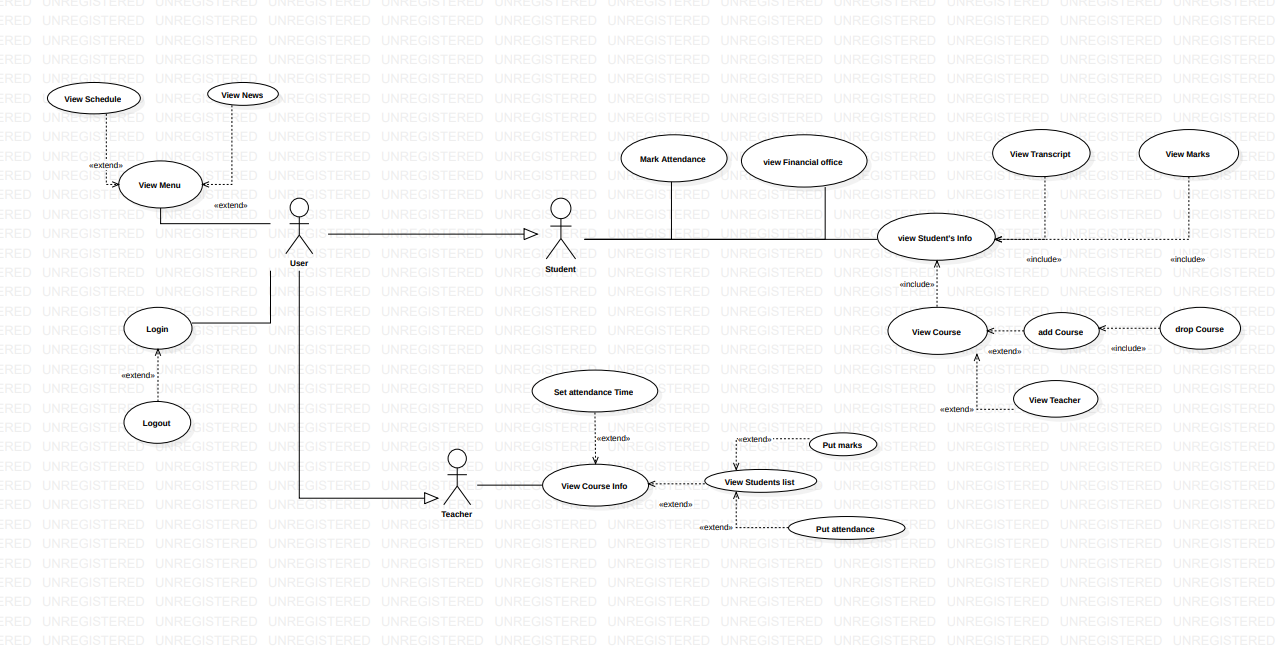 View Schedule
View News
«extend»
View Menu
«extend»
User
Login
«extend»
Logout
Student
Mark Attendance
view Financial office
View Transcript
View Marks
view Student's Info
«include»
«include»
«include»
View Course
add Course
drop Course
«extend»
«include»
View Teacher
«extend»
Set attendance Time
«extend»
Teacher
View Course Info
View Students list
Put marks
«extend»
«extend»
«extend»
Put attendance
UNREGISTERED